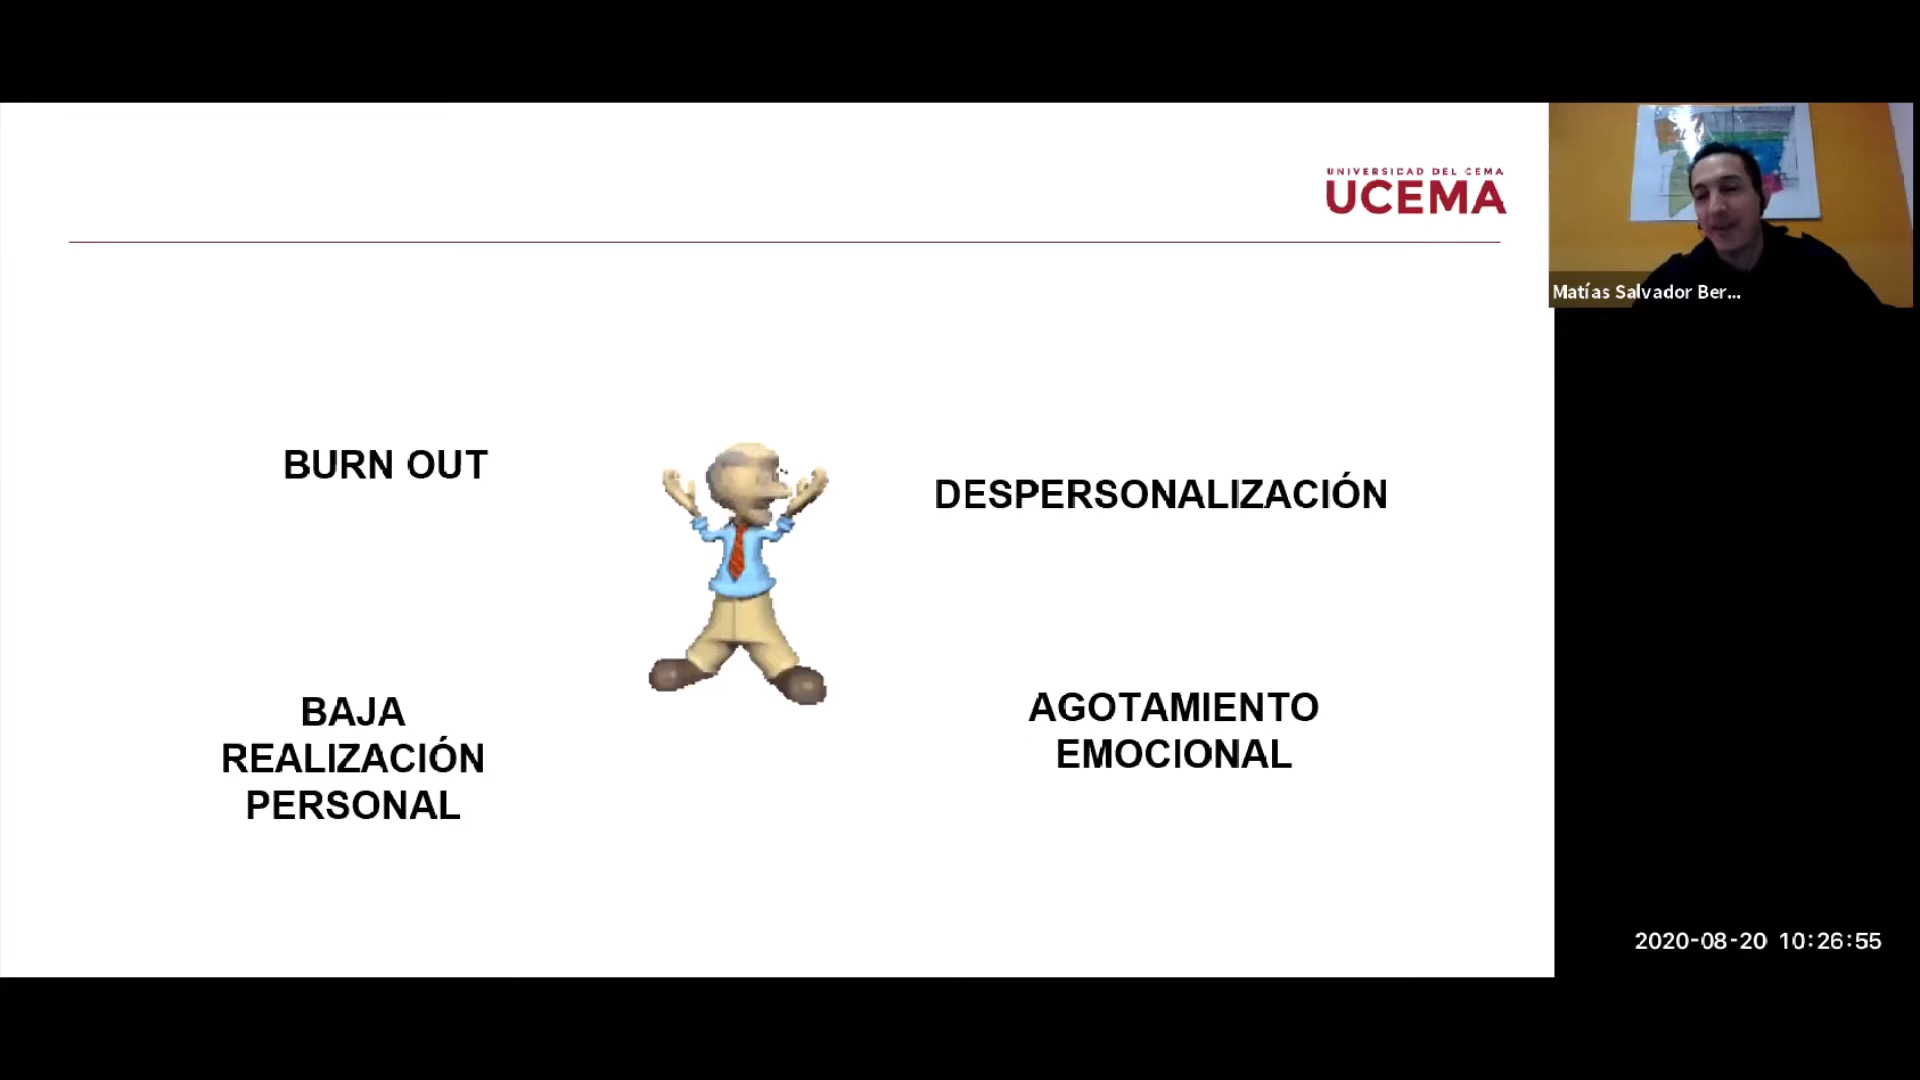 UNIVERSIDAD DEL CEMA
UCEMA
Matías Salvador Ber...
BURN OUT
DESPERSONALIZACIÓN
BAJA
REALIZACIÓN
PERSONAL
AGOTAMIENTO
EMOCIONAL
2020-08-20 10:26:55